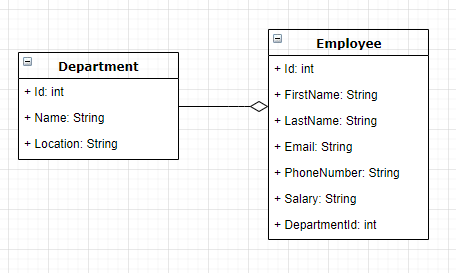 Department
+ Id: int
+ Name: String
+ Location: String
Employee
+ Id: int
+ FirstName: String
+ LastName: String
+ Email: String
+ PhoneNumber: String
+ Salary: String
+ DepartmentId: int